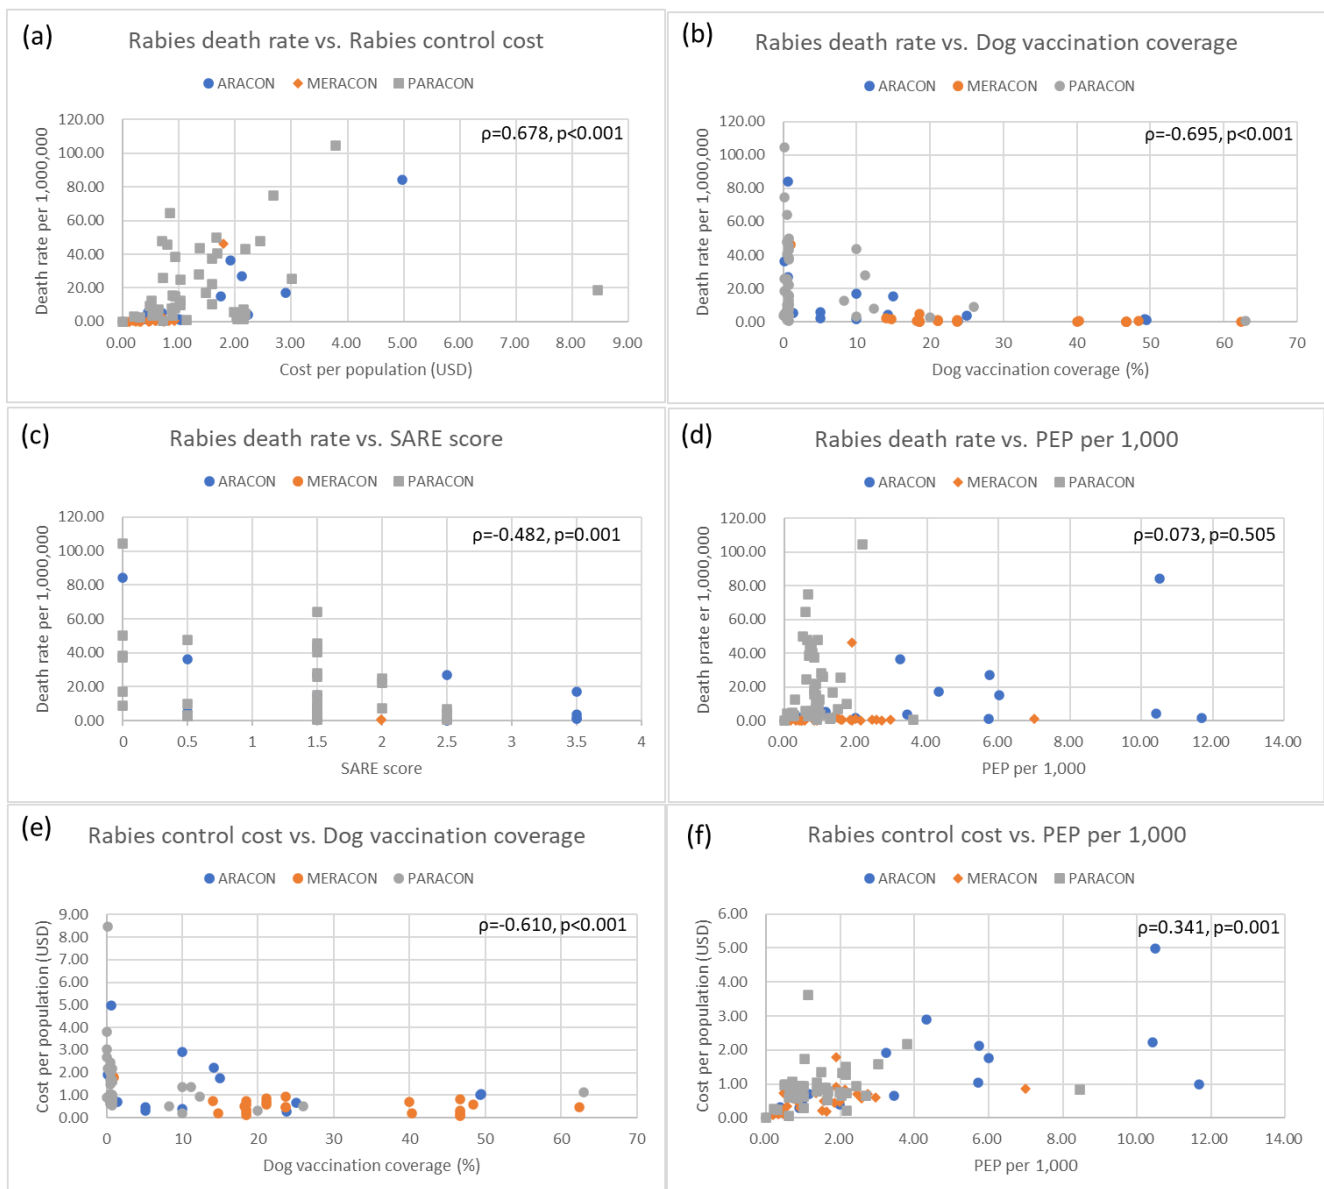 (a)
Rabies death rate vs. Rabies control cost
ARACON MERACON PARACON
ρ=0.678, p<0.001
Death rate per 1,000,000
120.00
100.00
80.00
60.00
40.00
20.00
0.00
0.00 1.00 2.00 3.00 4.00 5.00 6.00 7.00 8.00 9.00
Cost per population (USD)
(b)
Rabies death rate vs. Dog vaccination coverage
ARACON MERACON PARACON
ρ=-0.695, p<0.001
Death rate per 1,000,000
120.00
100.00
80.00
60.00
40.00
20.00
0.00
0 10 20 30 40 50 60 70
Dog vaccination coverage (%)
(c)
Rabies death rate vs. SARE score
ARACON MERACON PARACON
ρ=-0.482, p=0.001
Death rate per 1,000,000
120.00
100.00
80.00
60.00
40.00
20.00
0.00
0 0.5 1 1.5 2 2.5 3 3.5 4
SARE score
(d)
Rabies death rate vs. PEP per 1,000
ARACON MERACON PARACON
ρ=0.073, p=0.505
Death prate er 1,000,000
120.00
100.00
80.00
60.00
40.00
20.00
0.00
0.00 2.00 4.00 6.00 8.00 10.00 12.00 14.00
PEP per 1,000
(e)
Rabies control cost vs. Dog vaccination coverage
ARACON MERACON PARACON
ρ=-0.610, p<0.001
Cost per population (USD)
9.00
8.00
7.00
6.00
5.00
4.00
3.00
2.00
1.00
0.00
0 10 20 30 40 50 60 70
Dog vaccination coverage (%)
(f)
Rabies control cost vs. PEP per 1,000
ARACON MERACON PARACON
ρ=0.341, p=0.001
Cost per population (USD)
6.00
5.00
4.00
3.00
2.00
1.00
0.00
0.00 2.00 4.00 6.00 8.00 10.00 12.00 14.00
PEP per 1,000